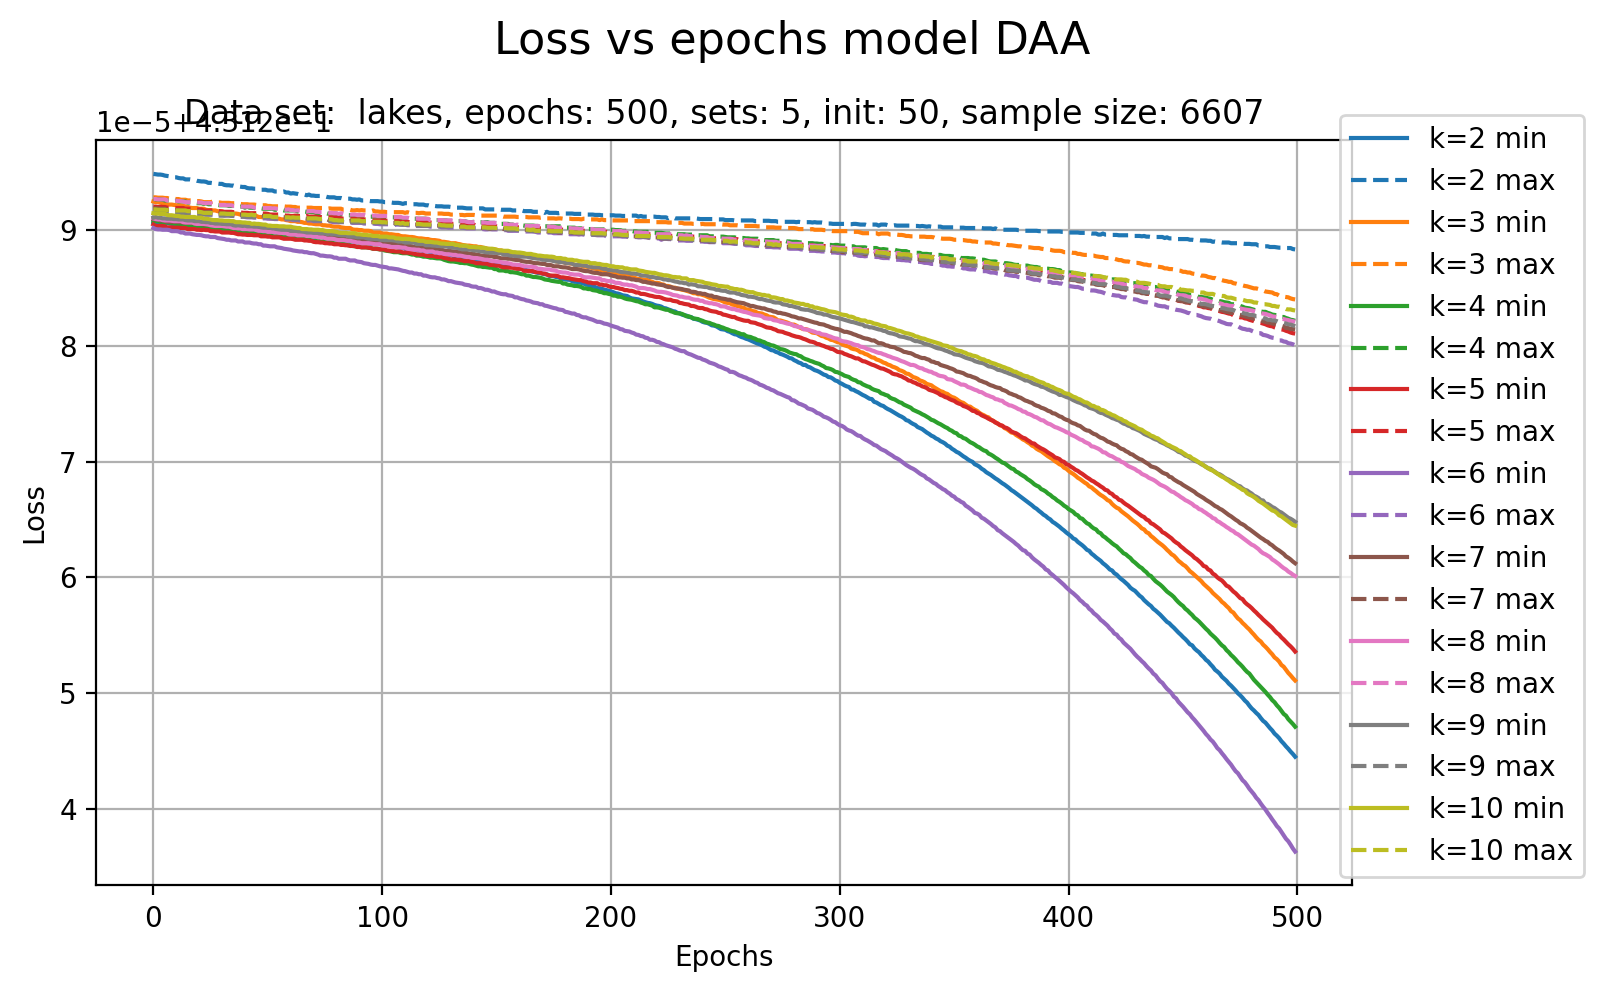 Loss vs epochs model DAA
Data set:  lakes, epochs: 500, sets: 5, init: 50, sample size: 6607
1e−5+4.512e−1
9
8
7
6
5
4
Loss
0 100 200 300 400 500
Epochs
k=2 min
k=2 max
k=3 min
k=3 max
k=4 min
k=4 max
k=5 min
k=5 max
k=6 min
k=6 max
k=7 min
k=7 max
k=8 min
k=8 max
k=9 min
k=9 max
k=10 min
k=10 max